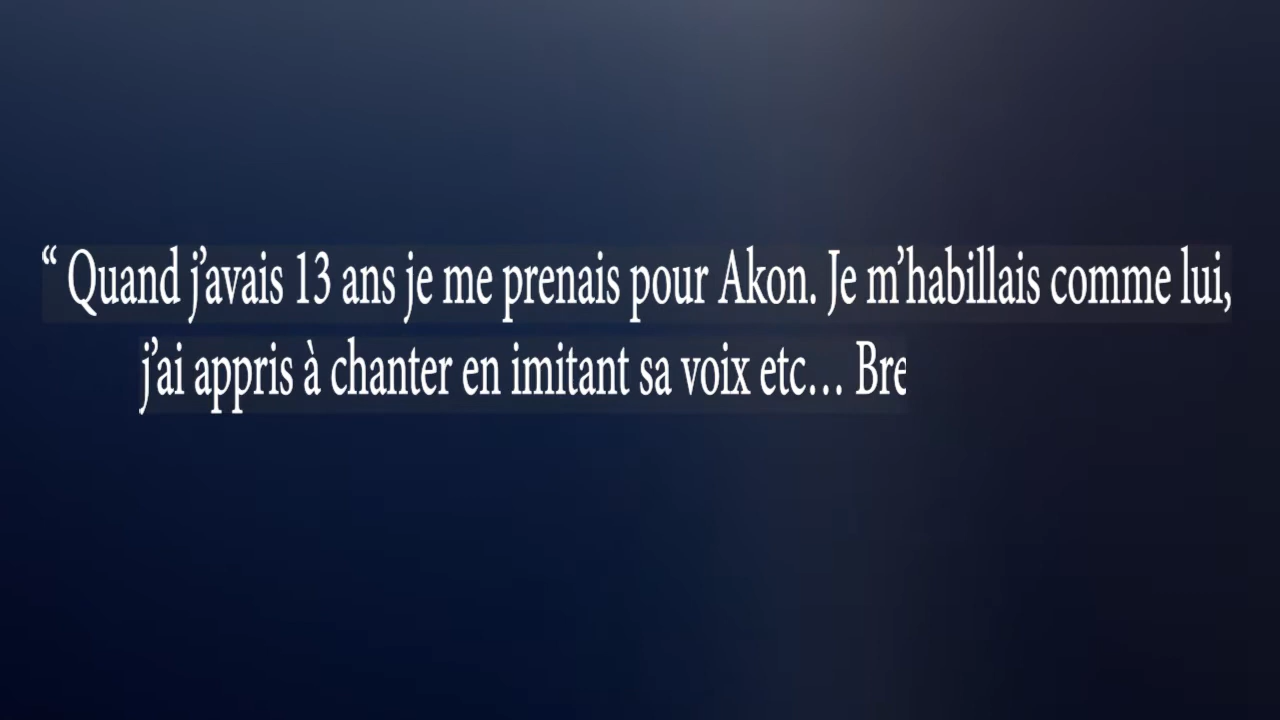 “ Quand j’avais 13 ans je me prenais pour Akon. Je m’habillais comme lui,
j’ai appris à chanter en imitant sa voix etc… Bre